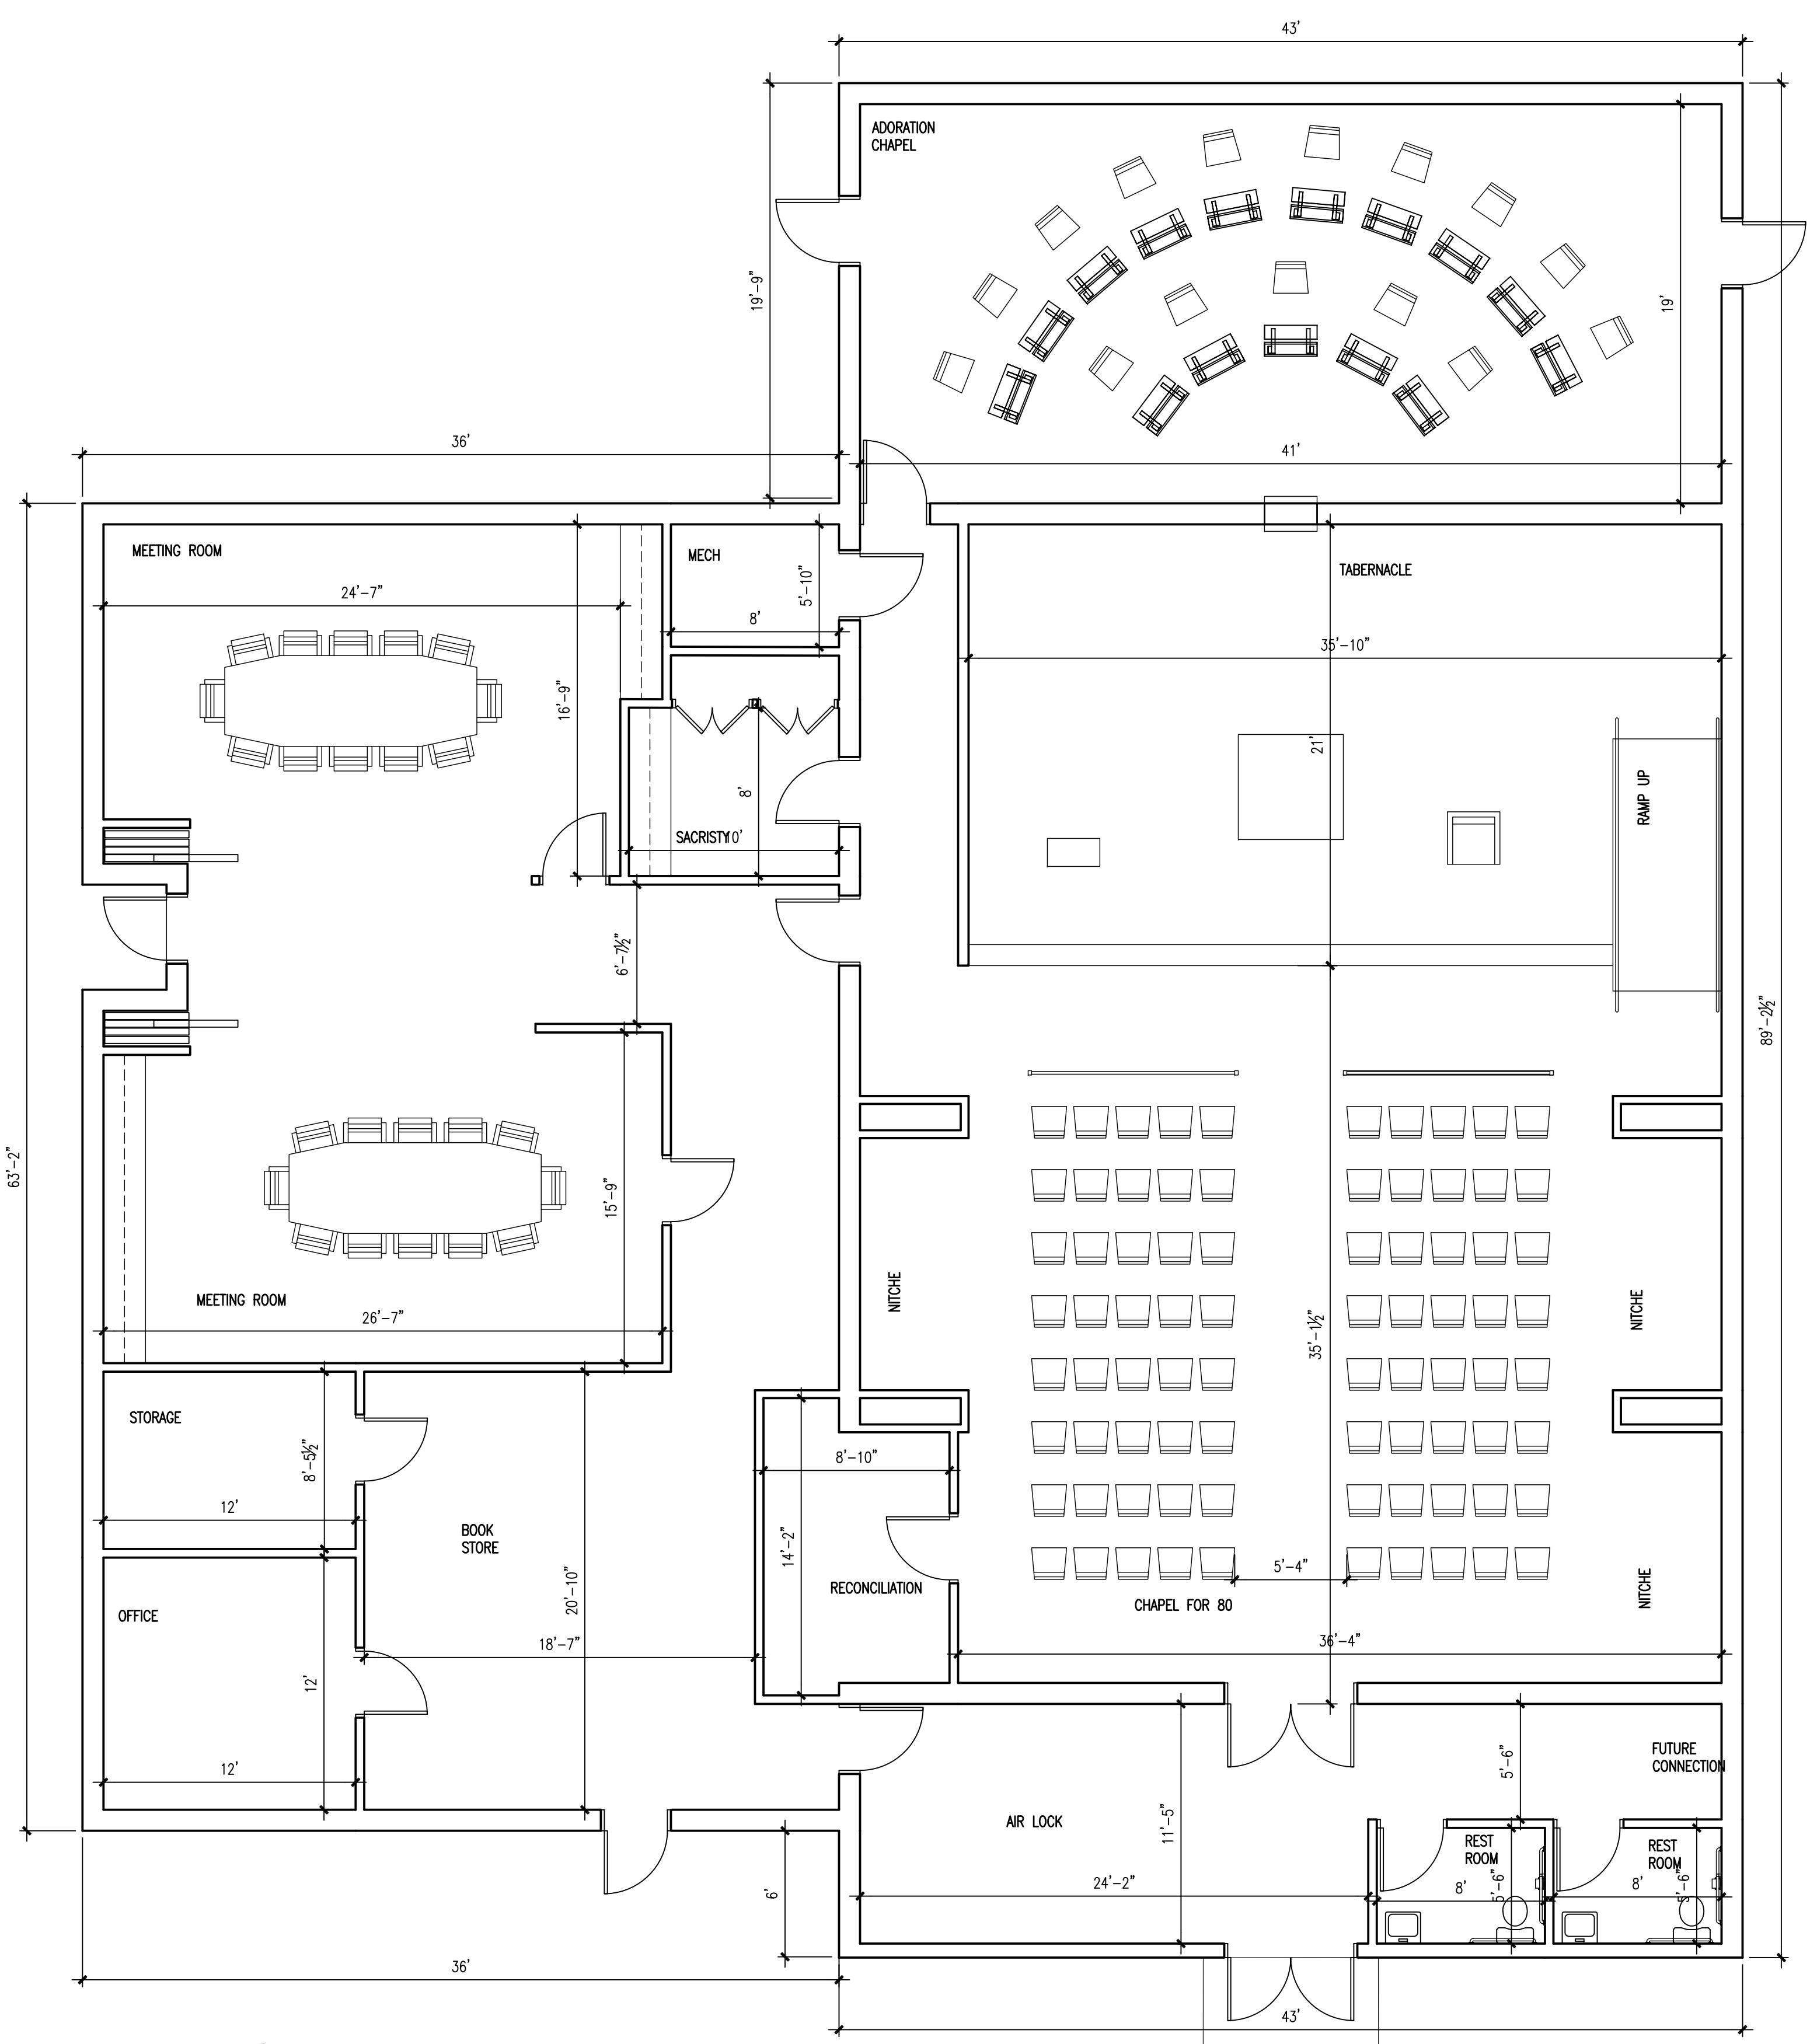 43'
ADORATION
CHAPEL
19'-9"
19'
36'
41'
MEETING ROOM
MECH
TABERNACLE
24'-7"
5'-10"
8'
35'-10"
16'-9"
21'
RAMP UP
8'
SACRISTY10'
6'-7½"
89'-2½"
63'-2"
15'-9"
NITCHE
NITCHE
MEETING ROOM
26'-7"
35'-1½"
STORAGE
8'-5½"
8'-10"
12'
BOOK
STORE
14'-2"
5'-4"
RECONCILIATION
NITCHE
OFFICE
20'-10"
CHAPEL FOR 80
18'-7"
36'-4"
12'
FUTURE
CONNECTION
5'-6"
12'
AIR LOCK
11'-5"
REST
ROOM
REST
ROOM
24'-2"
8'
5'-6"
8'
5'-6"
6'
36'
43'